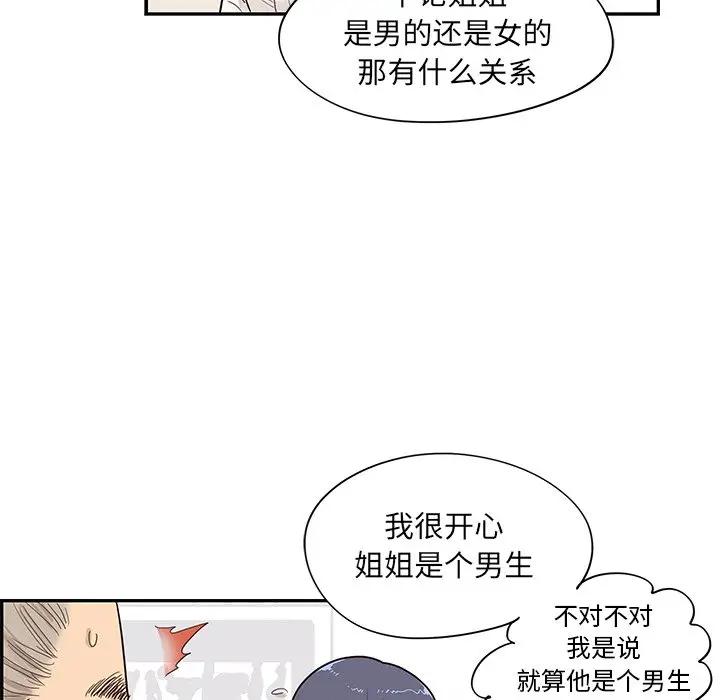 是男的还是女的
那有什么关系
我很开心
姐姐是个男生
不对不对
我是说
就算他是个男生